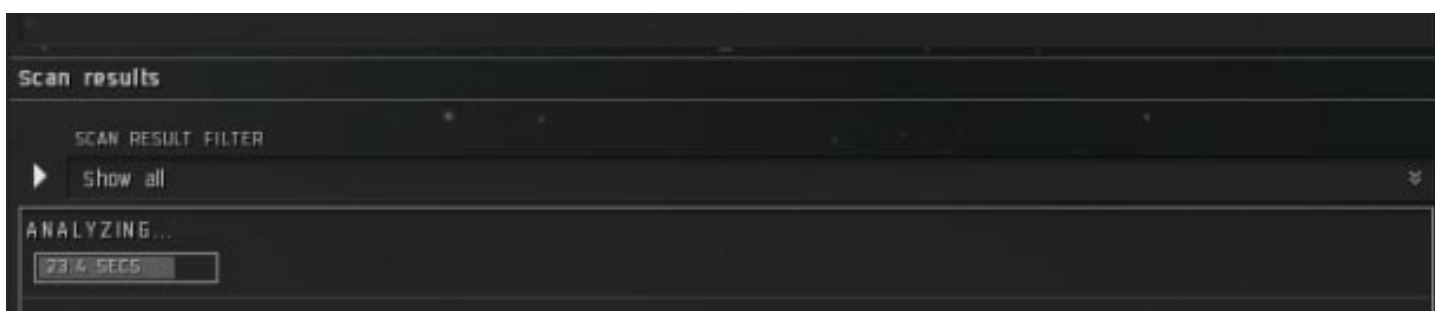 Scan results
SCAN RESULT FILTER
Show all
ANALYZING...
23.4 SECS